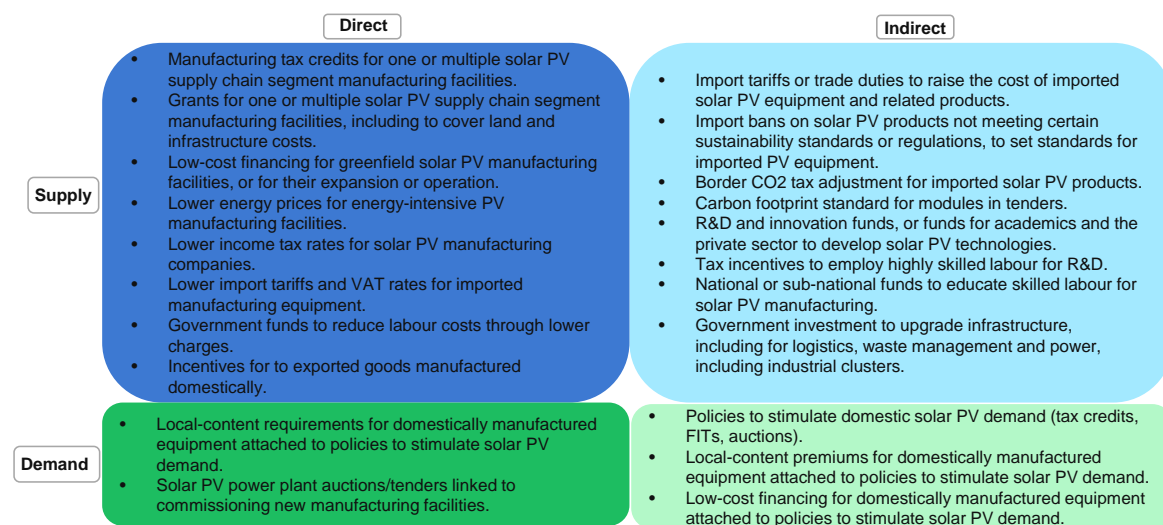 Direct
Indirect
Supply
• Manufacturing tax credits for one or multiple solar PV
supply chain segment manufacturing facilities.
• Grants for one or multiple solar PV supply chain segment
manufacturing facilities, including to cover land and
infrastructure costs.
• Low-cost financing for greenfield solar PV manufacturing
facilities, or for their expansion or operation.
• Lower energy prices for energy-intensive PV
manufacturing facilities.
• Lower income tax rates for solar PV manufacturing
companies.
• Lower import tariffs and VAT rates for imported
manufacturing equipment.
• Government funds to reduce labour costs through lower
charges.
• Incentives for to exported goods manufactured
domestically.
• Import tariffs or trade duties to raise the cost of imported
solar PV equipment and related products.
• Import bans on solar PV products not meeting certain
sustainability standards or regulations, to set standards for
imported PV equipment.
• Border CO2 tax adjustment for imported solar PV products.
• Carbon footprint standard for modules in tenders.
• R&D and innovation funds, or funds for academics and the
private sector to develop solar PV technologies.
• Tax incentives to employ highly skilled labour for R&D.
• National or sub-national funds to educate skilled labour for
solar PV manufacturing.
• Government investment to upgrade infrastructure,
including for logistics, waste management and power,
including industrial clusters.
Demand
• Local-content requirements for domestically manufactured
equipment attached to policies to stimulate solar PV
demand.
• Solar PV power plant auctions/tenders linked to
commissioning new manufacturing facilities.
• Policies to stimulate domestic solar PV demand (tax credits,
FITs, auctions).
• Local-content premiums for domestically manufactured
equipment attached to policies to stimulate solar PV demand.
• Low-cost financing for domestically manufactured equipment
attached to policies to stimulate solar PV demand.